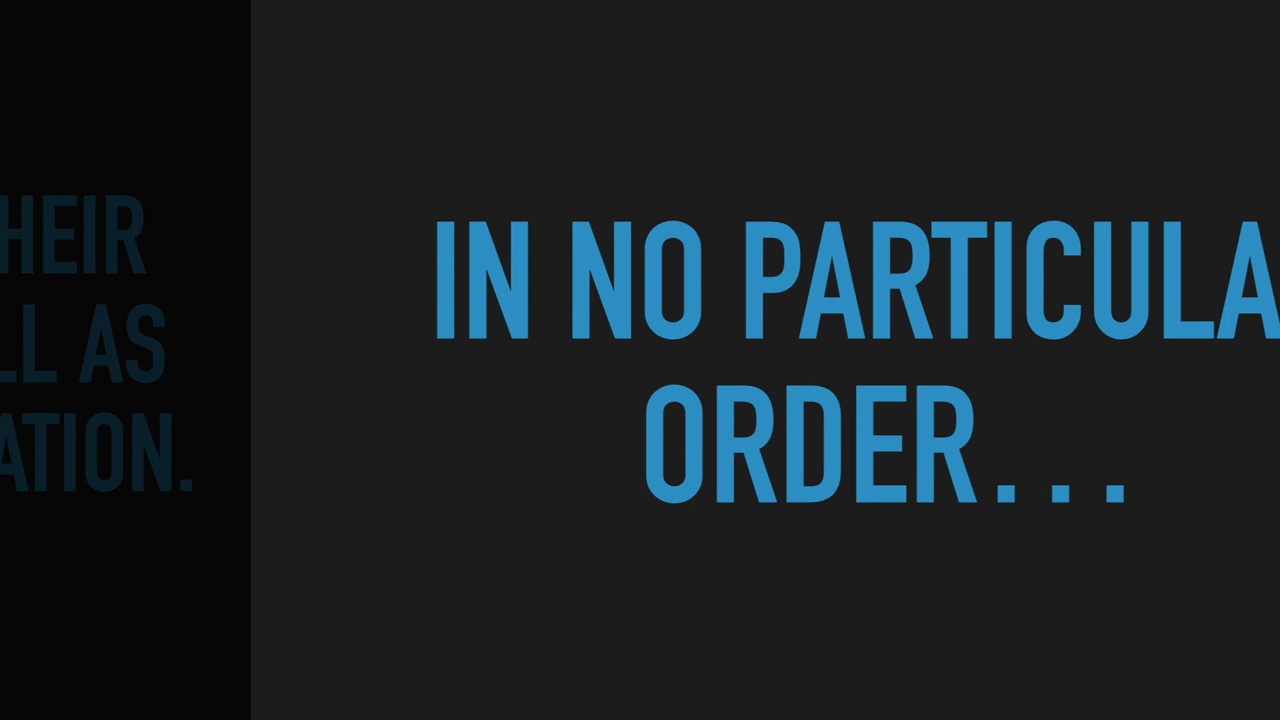 HEIR
LL AS
ATION.
IN NO PARTICULA
ORDER...